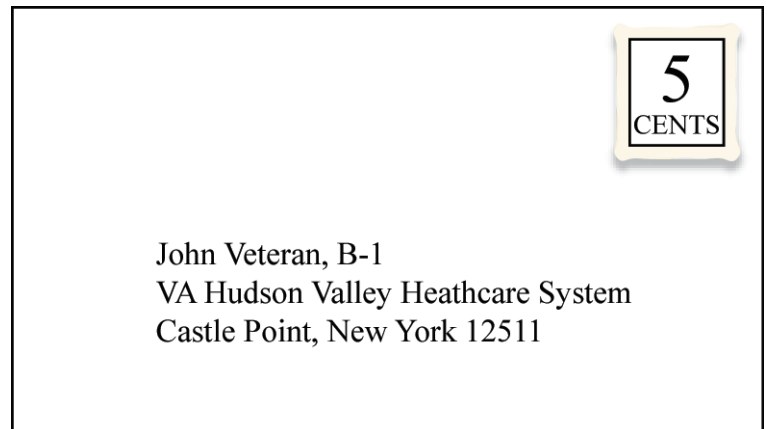 5
CENTS
John Veteran, B-1
VA Hudson Valley Heathcare System
Castle Point, New York 12511